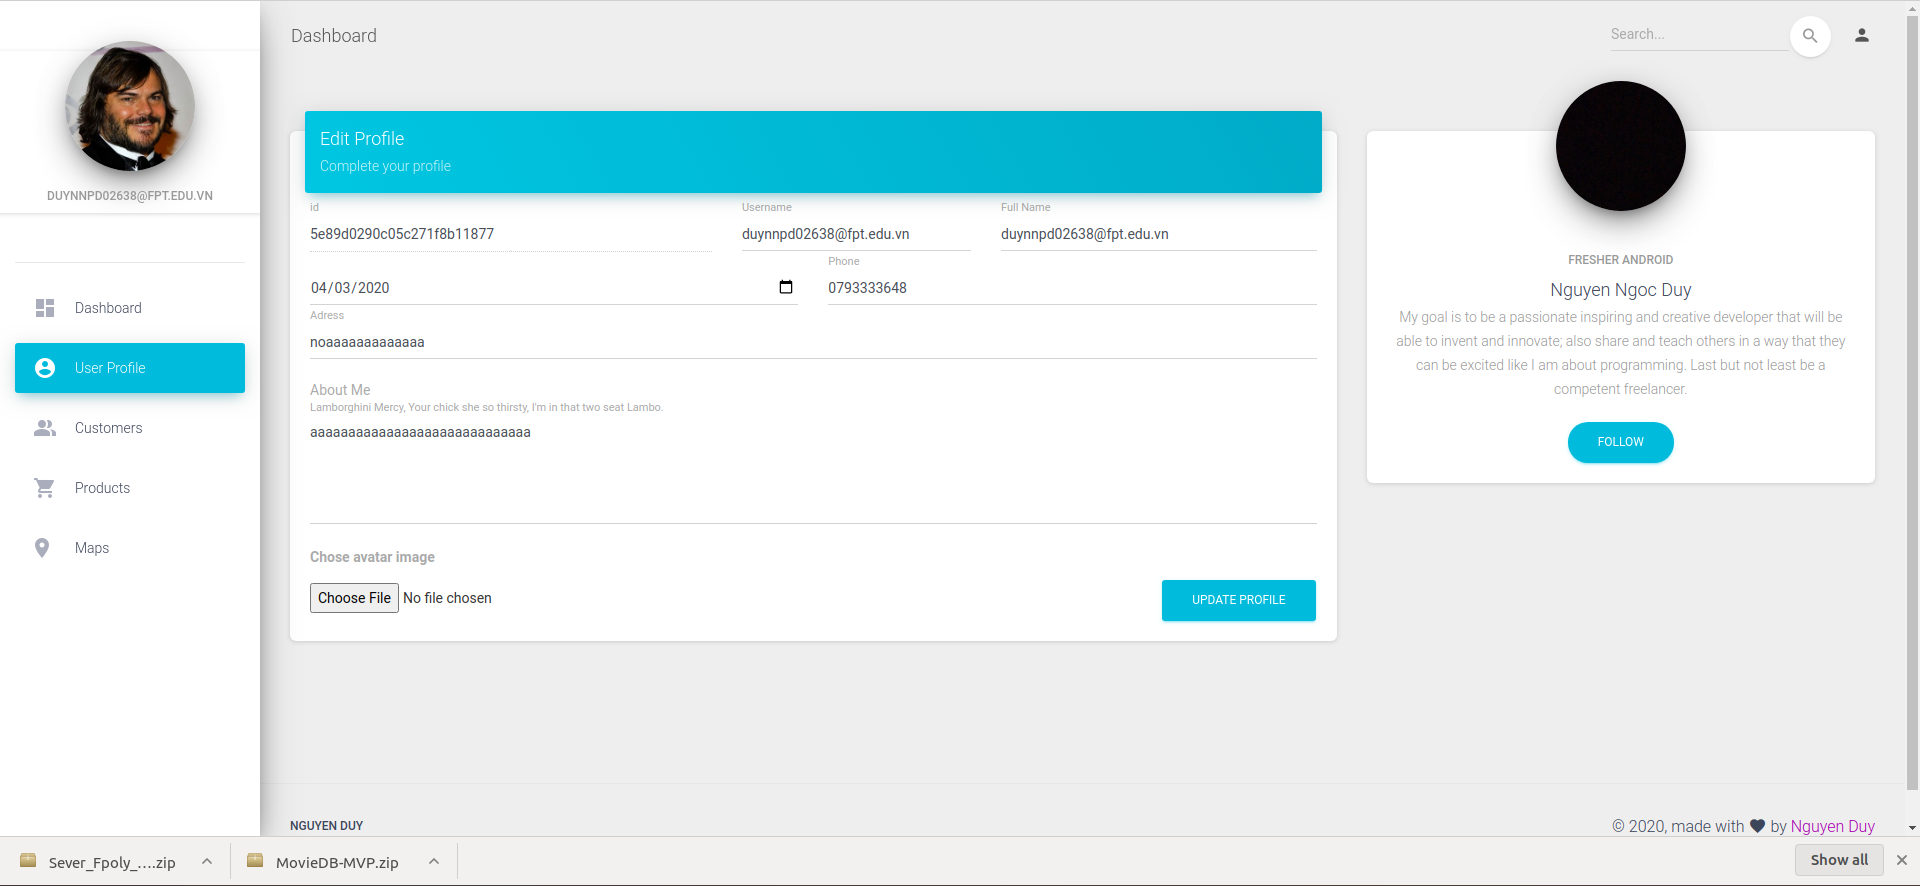 DUYNNPD02638@FPT.EDU.VN
Dashboard
User Profile
Customers
Products
Maps
Dashboard
Search...
Edit Profile
Complete your profile
id
Username
Full Name
5e89d0290c05c271f8b11877
duynnpd02638@fpt.edu.vn
duynnpd02638@fpt.edu.vn
Phone
04/03/2020
0793333648
Adress
noaaaaaaaaaaaaa
About Me
Lamborghini Mercy, Your chick she so thirsty, I'm in that two seat Lambo.
aaaaaaaaaaaaaaaaaaaaaaaaaaaaa
Chose avatar image
Choose File No file chosen
UPDATE PROFILE
FRESHER ANDROID
Nguyen Ngoc Duy
My goal is to be a passionate inspiring and creative developer that will be
able to invent and innovate; also share and teach others in a way that they
can be excited like I am about programming. Last but not least be a
competent freelancer.
FOLLOW
NGUYEN DUY
© 2020, made with ♥ by Nguyen Duy
Sever_Fpoly_....zip
MovieDB-MVP.zip
Show all